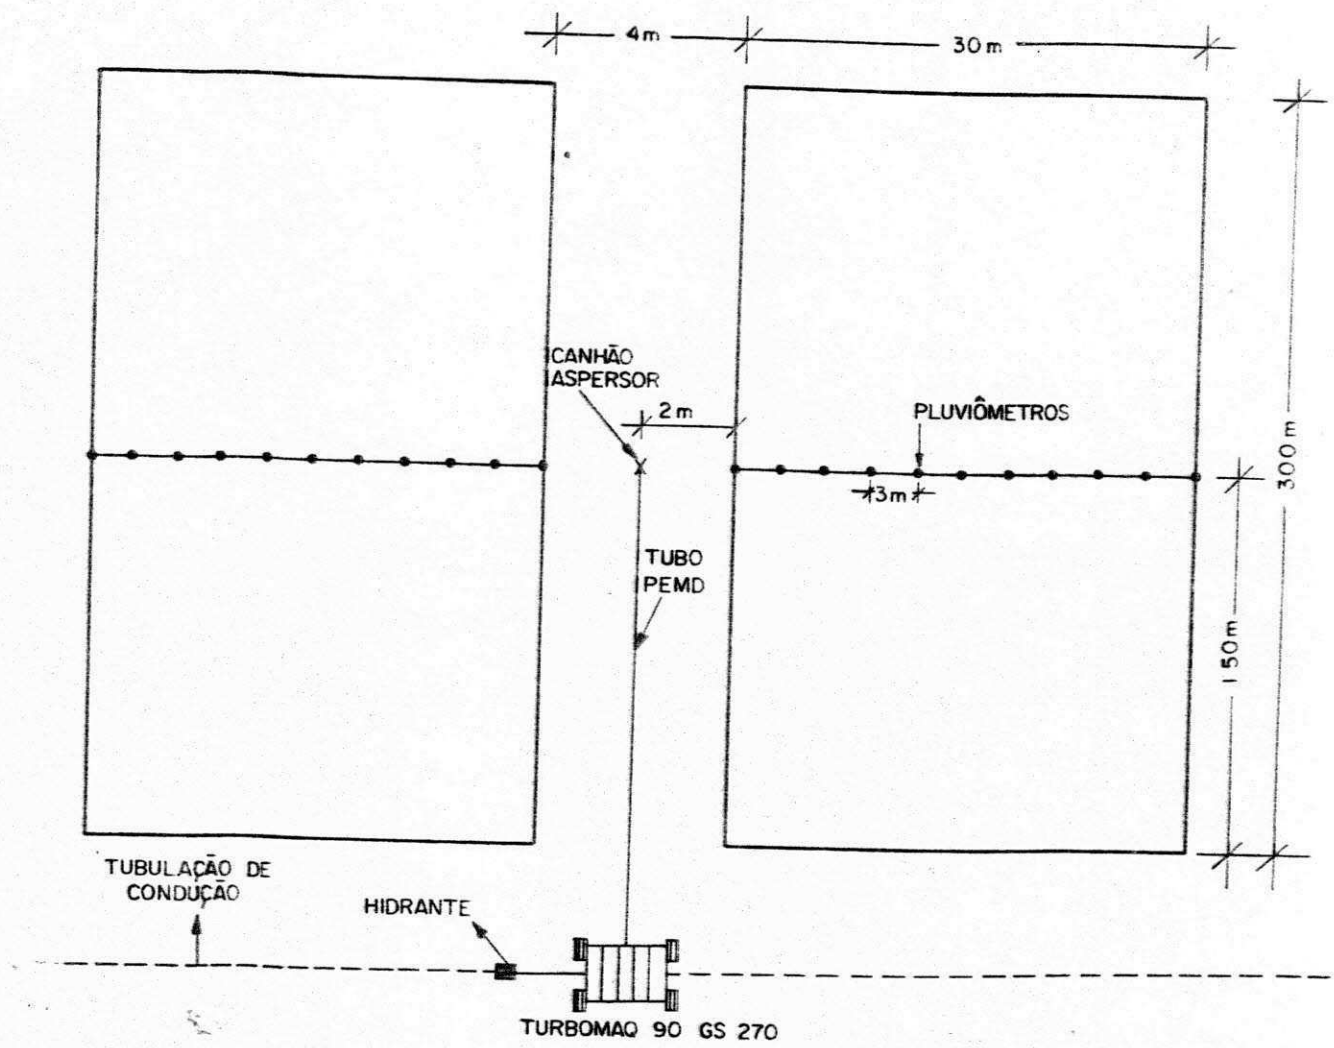 4m
30m
CANHÃO
ASPERSOR
2m
PLUVIÔMETROS
3m
300m
TUBO
PEMD
150m
TUBULAÇÃO DE
CONDUÇÃO
HIDRANTE
TURBOMAQ 90 GS 270